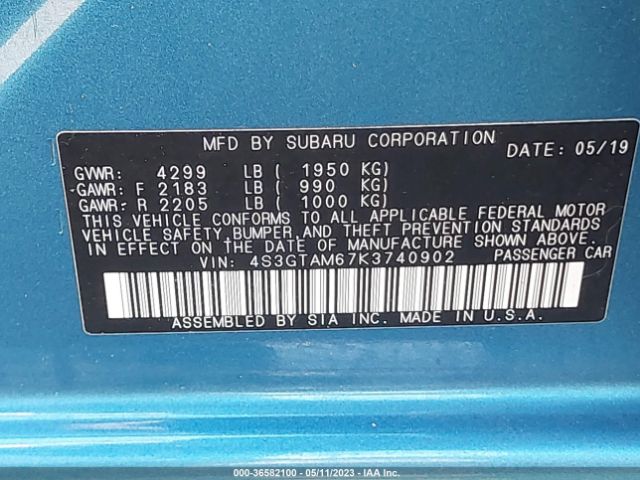 MFD BY SUBARU CORPORATION DATE: 05/19
GVWR: 4299 LB ( 1950 KG)
GAWR: F 2183 LB ( 990 KG)
GAWR: R 2205 LB ( 1000 KG)
THIS VEHICLE CONFORMS TO ALL APPLICABLE FEDERAL MOTOR
VEHICLE SAFETY, BUMPER, AND THEFT PREVENTION STANDARDS
IN EFFECT ON THE DATE OF MANUFACTURE SHOWN ABOVE.
VIN: 4S3GTAM67K3740902 PASSENGER CAR
ASSEMBLED BY SIA INC. MADE IN U.S.A.
000-36582100 - 05/11/2023 - IAA Inc.